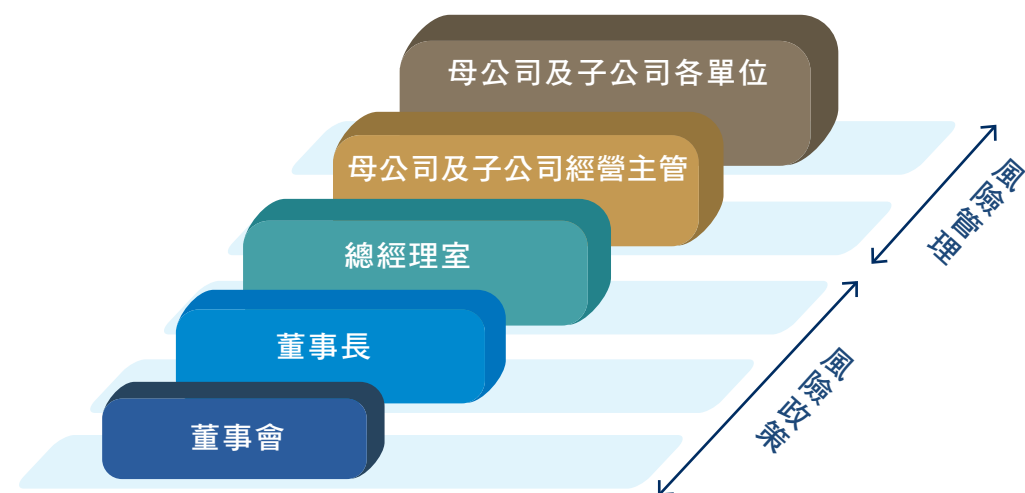 母公司及子公司各單位
母公司及子公司經營主管
風險管理
總經理室
董事長
風險政策
董事會